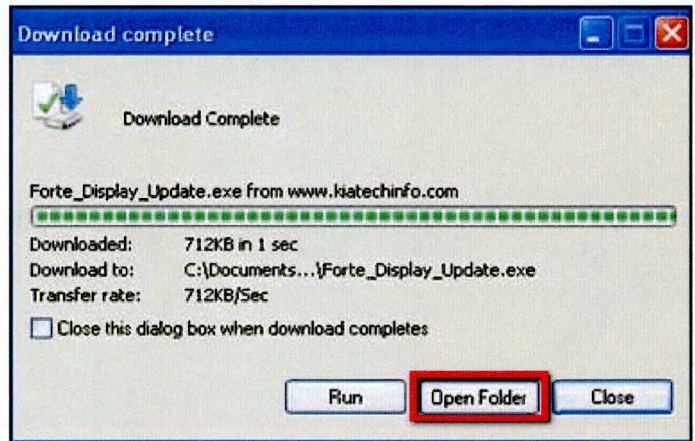 Download complete
Download Complete
Forte_Display_Update.exe from www.kiatechinfo.com
Downloaded: 712KB in 1 sec
Download to: C:\Documents...\Forte_Display_Update.exe
Transfer rate: 712KB/Sec
Close this dialog box when download completes
Run Open Folder Close